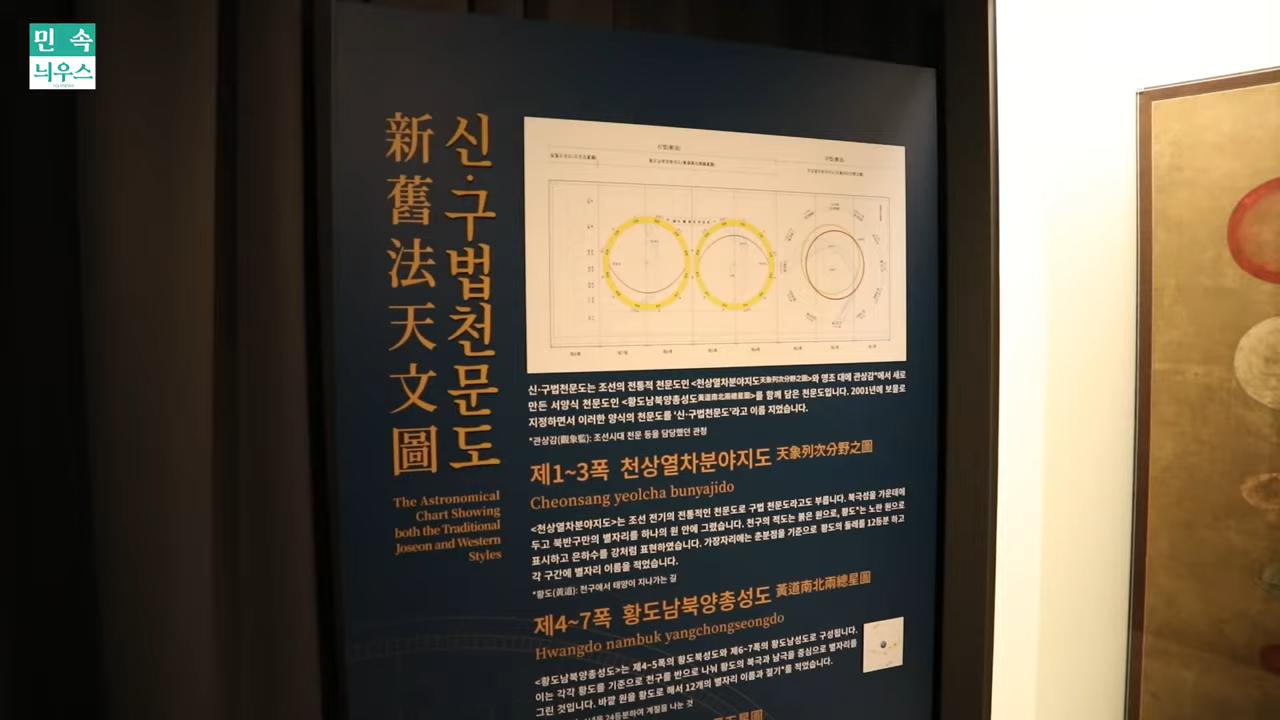 민속
늬우스
신·구법천문도
新舊法天文圖
The Astronomical
Chart Showing
both the Traditional
Joseon and Western
Styles
신·구법천문도는 조선의 전통적 천문도인 <천상열차분야지도天象列次分野之圖>와 영조 대에 관상감*에서 새로
만든 서양식 천문도인 <황도남북양총성도黃道南北兩總星圖>를 함께 담은 천문도입니다. 2001년에 보물로
지정하면서 이러한 양식의 천문도를 '신·구법천문도'라고 이름 지었습니다.
*관상감(觀象監): 조선시대 천문 등을 담당했던 관청
제1~3폭 천상열차분야지도 天象列次分野之圖
Cheonsang yeolcha bunyajido
<천상열차분야지도>는 조선 전기의 전통적인 천문도로 구법 천문도라고도 부릅니다. 북극성을 가운데에
두고 북반구만의 별자리를 하나의 원 안에 그렸습니다. 천구의 적도는 붉은 원으로, 황도*는 노란 원으로
표시하고 은하수를 강처럼 표현하였습니다. 가장자리에는 춘분점을 기준으로 황도의 둘레를 12등분 하고
각 구간에 별자리 이름을 적었습니다.
*황도(黃道): 천구에서 태양이 지나가는 길
제4~7폭 황도남북양총성도 黃道南北兩總星圖
Hwangdo nambuk yangchongseongdo
<황도남북양총성도>는 제4~5폭의 황도북성도와 제6~7폭의 황도남성도로 구성됩니다.
이는 각각 황도를 기준으로 천구를 반으로 나눠 황도의 북극과 남극을 중심으로 별자리를
그린 것입니다. 바깥 원을 황도로 해서 12개의 별자리 이름과 절기*를 적었습니다.
24등분하여 계절을 나눈 것